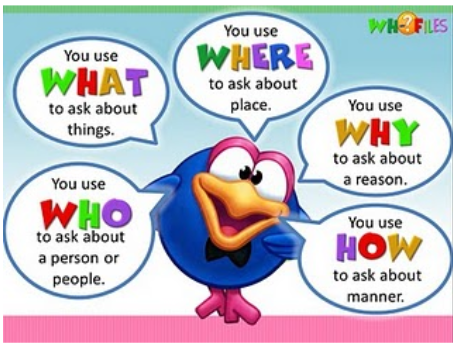 WH?FILES
You use
WHERE
to ask about
place.
You use
WHAT
to ask about
things.
You use
WHY
to ask about
a reason.
You use
WHO
to ask about
a person or
people.
You use
HOW
to ask about
manner.